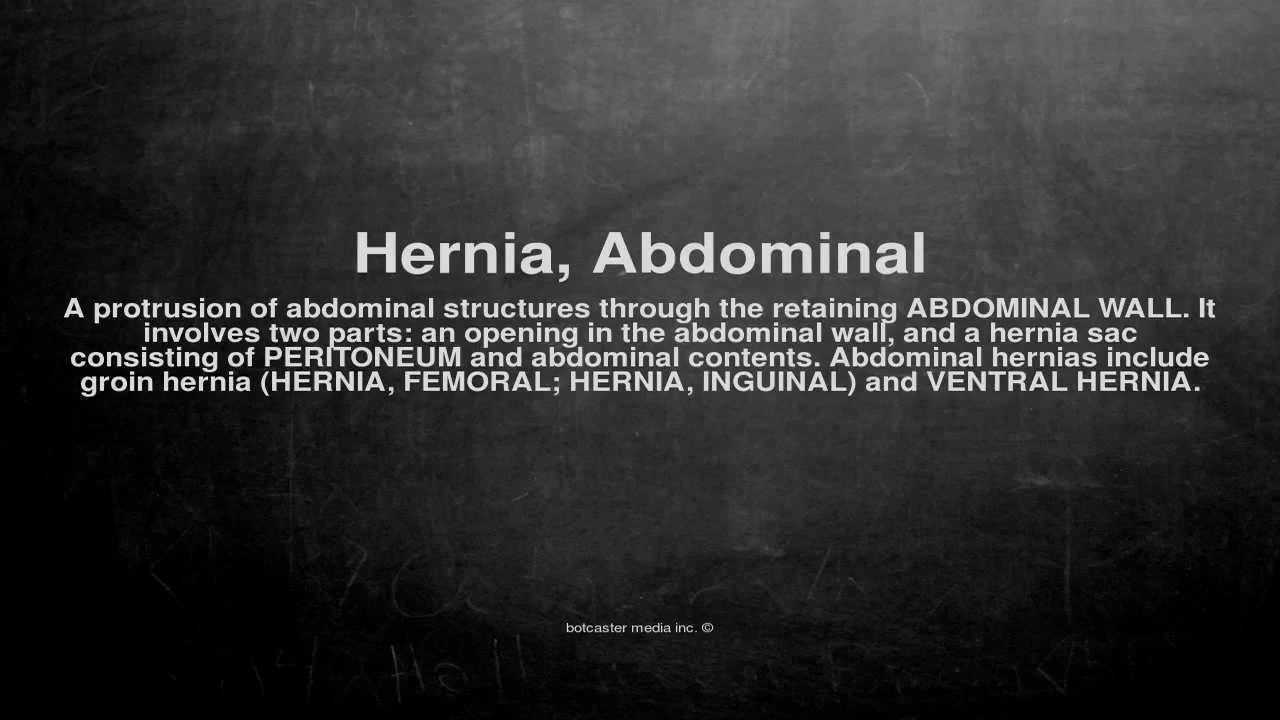 Hernia, Abdominal
A protrusion of abdominal structures through the retaining ABDOMINAL WALL. It
involves two parts: an opening in the abdominal wall, and a hernia sac
consisting of PERITONEUM and abdominal contents. Abdominal hernias include
groin hernia (HERNIA, FEMORAL; HERNIA, INGUINAL) and VENTRAL HERNIA.
botcaster media inc. ©